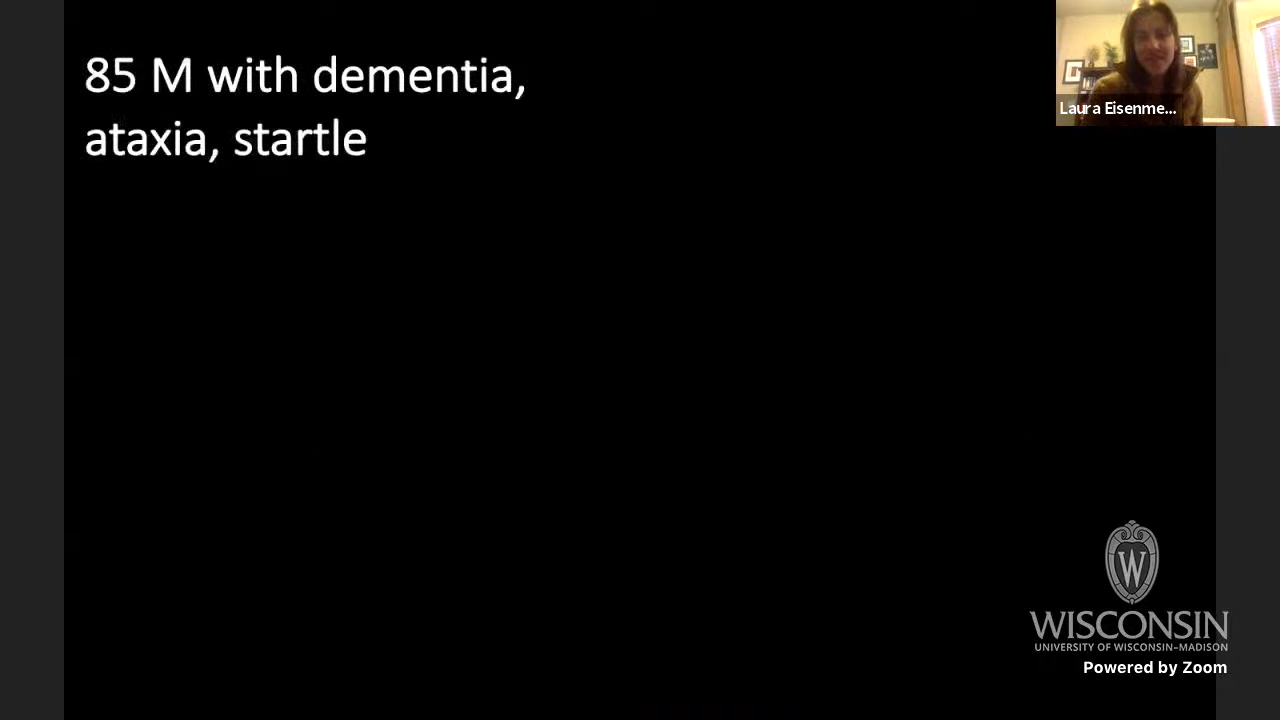 85 M with dementia,
ataxia, startle
Laura Eisenme...
W
WISCONSIN
UNIVERSITY OF WISCONSIN–MADISON
Powered by Zoom